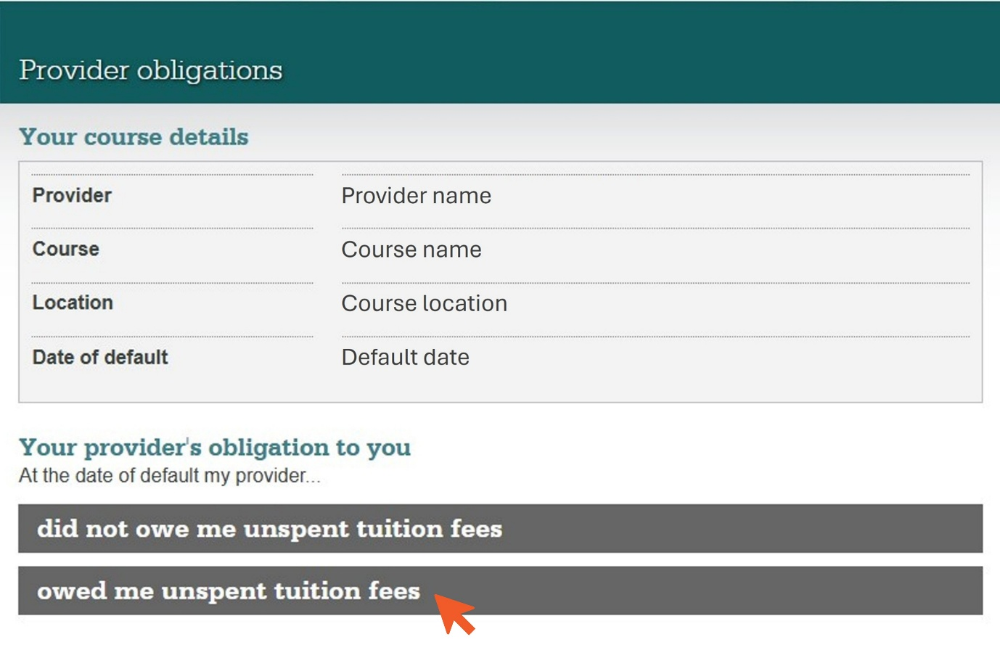 Provider obligations
Your course details
Provider Provider name
Course Course name
Location Course location
Date of default Default date
Your provider's obligation to you
At the date of default my provider...
did not owe me unspent tuition fees
owed me unspent tuition fees